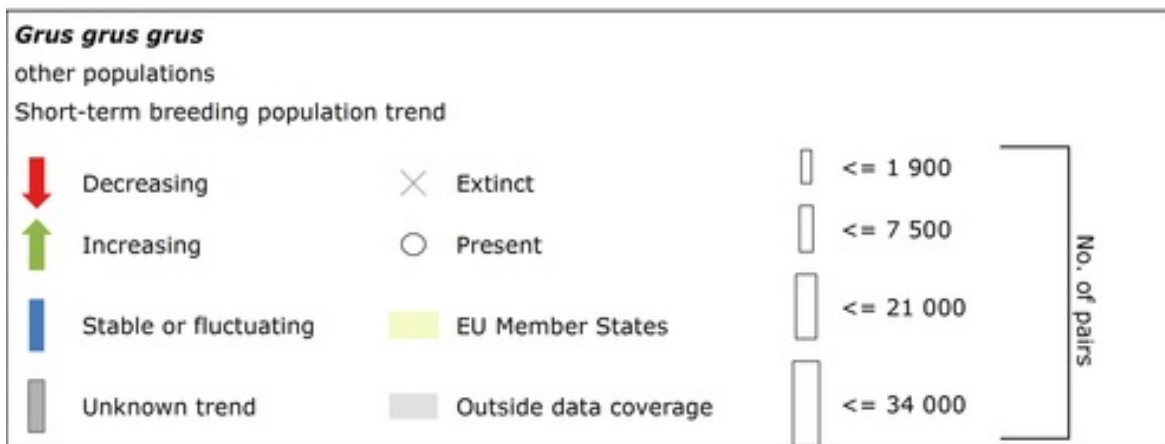 Grus grus grus
other populations
Short-term breeding population trend
Decreasing
Extinct
<= 1 900
Increasing
Present
<= 7 500
Stable or fluctuating
EU Member States
<= 21 000
Unknown trend
Outside data coverage
<= 34 000
No. of pairs